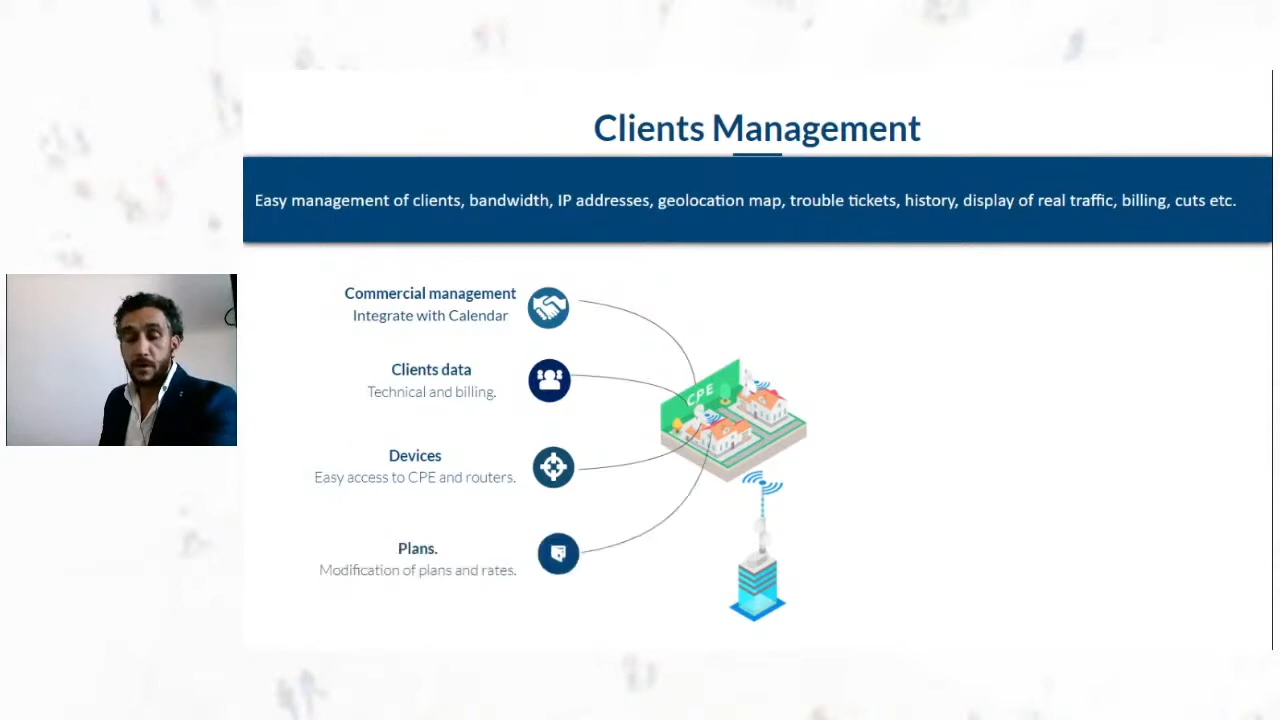 Clients Management
Easy management of clients, bandwidth, IP addresses, geolocation map, trouble tickets, history, display of real traffic, billing, cuts etc.
Commercial management
Integrate with Calendar
Clients data
Technical and billing.
Devices
Easy access to CPE and routers.
Plans.
Modification of plans and rates.
CPE